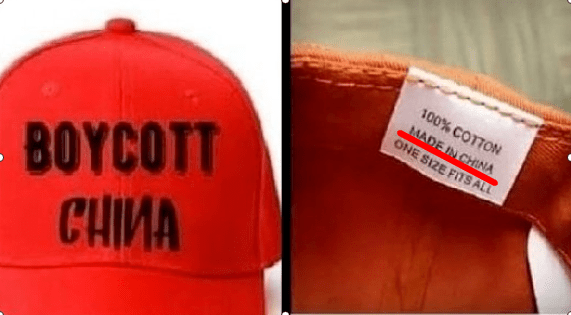 BOYCOTT
CHINA
100% COTTON
MADE IN CHINA
ONE SIZE FITS ALL